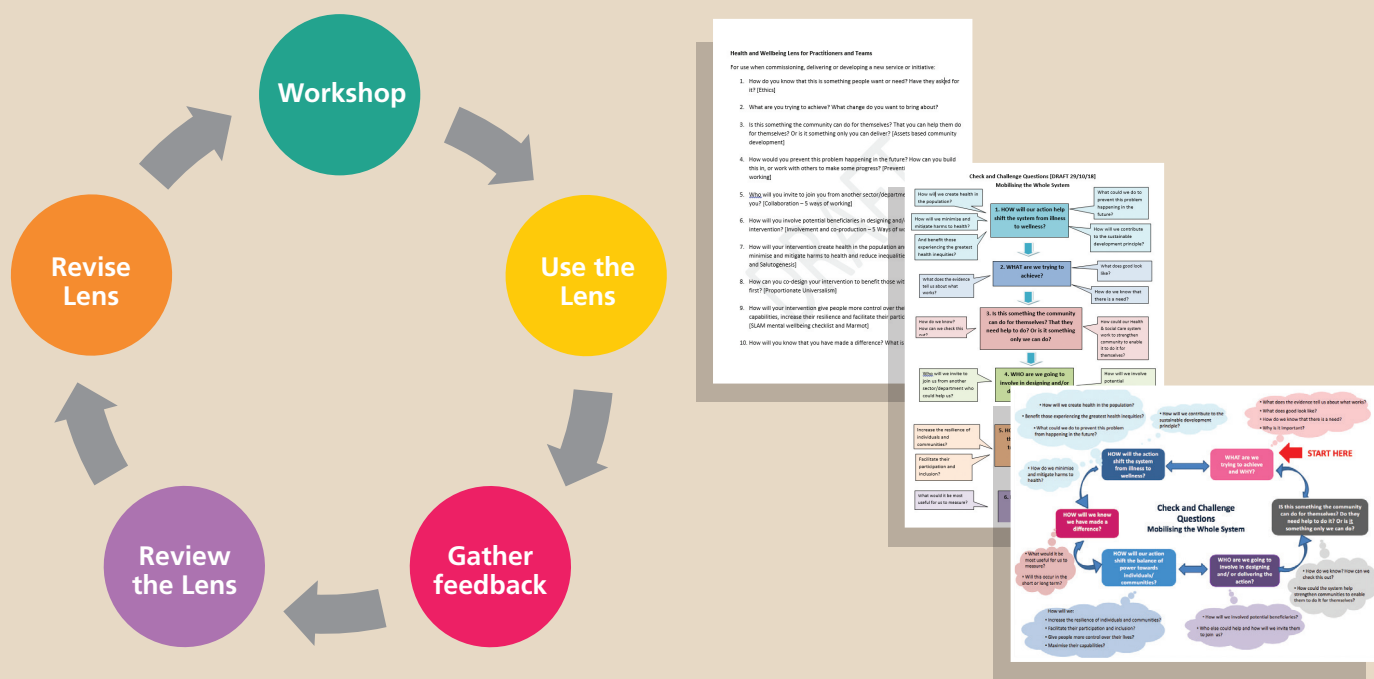 Workshop
Use the
Lens
Gather
feedback
Review
the Lens
Revise
Lens
Health and Wellbeing Lens for Practitioners and Teams
For use when commissioning, delivering or developing a new service or initiative:
1. How do you know that this is something people want or need? Have they asked for
it? [Ethics]
2. What are you trying to achieve? What change do you want to bring about?
3. Is this something the community can do for themselves? That you can help them do
for themselves? Or is it something only you can deliver? [Assets based community
development]
4. How would you prevent this problem happening in the future? How can you build
this in, or work with others to make some progress? [Preventi
working]
5. Who will you invite to join you from another sector/departme
you? [Collaboration – 5 ways of working]
6. How will you involve potential beneficiaries in designing and/
intervention? [Involvement and co-production – 5 Ways of wo
7. How will your intervention create health in the population an
minimise and mitigate harms to health and reduce inequalitie
and Salutogenesis]
8. How can you co-design your intervention to benefit those wit
first? [Proportionate Universalism]
9. How will your intervention give people more control over the
capabilities, increase their resilience and facilitate their partic
[SLAM mental wellbeing checklist and Marmot]
10. How will you know that you have made a difference? What is
DRAFT
Check and Challenge Questions [DRAFT 29/10/18]
Mobilising the Whole System
How will we create health in
the population?
How will we minimise and
mitigate harms to health?
And benefit those
experiencing the greatest
health inequities?
1. HOW will our action help
shift the system from illness
to wellness?
What could we do to
prevent this problem
happening in the
future?
How will we contribute
to the sustainable
development principle?
What does the evidence
tell us about what
works?
2. WHAT are we trying to
achieve?
What does good look
like?
How do we know that
there is a need?
How do we know?
How can we check this
out?
3. Is this something the community
can do for themselves? That they
need help to do? Or is it something
only we can do?
How could our Health
& Social Care system
work to strengthen
community to enable
it to do it for
themselves?
Who will we invite to
join us from another
sector/department who
could help us?
4. WHO are we going to
involve in designing and/or
d
How will we involve
potential
Increase the resilience of
individuals and
communities?
Facilitate their
participation and
inclusion?
5. H
th
to
What would it be most
useful for us to measure?
6.
• How will we create health in the population?
• Benefit those experiencing the greatest health inequities?
• What could we do to prevent this problem
from happening in the future?
• How will we contribute to the
sustainable development
principle?
• What does the evidence tell us about what works?
• What does good look like?
• How do we know that there is a need?
• Why is it important?
• How do we minimise
and mitigate harms to
health?
HOW will the action
shift the system
from illness to
wellness?
WHAT are we
trying to achieve
and WHY?
START HERE
HOW will we know
we have made a
difference?
Check and Challenge
Questions
Mobilising the Whole System
Is this something the community
can do for themselves? Do they
need help to do it? Or is it
something only we can do?
• What would it be
most useful for us to
measure?
• Will this occur in the
short or long term?
HOW will our action
shift the balance of
power towards
individuals/
communities?
WHO are we going to
involve in designing
and/ or delivering the
action?
• How do we know? How can we
check this out?
• How could the system help
strengthen communities to enable
them to do it for themselves?
How will we:
• Increase the resilience of individuals and communities?
• Facilitate their participation and inclusion?
• Give people more control over their lives?
• Maximise their capabilities?
• How will we involved potential beneficiaries?
• Who else could help and how will we invite them
to join us?